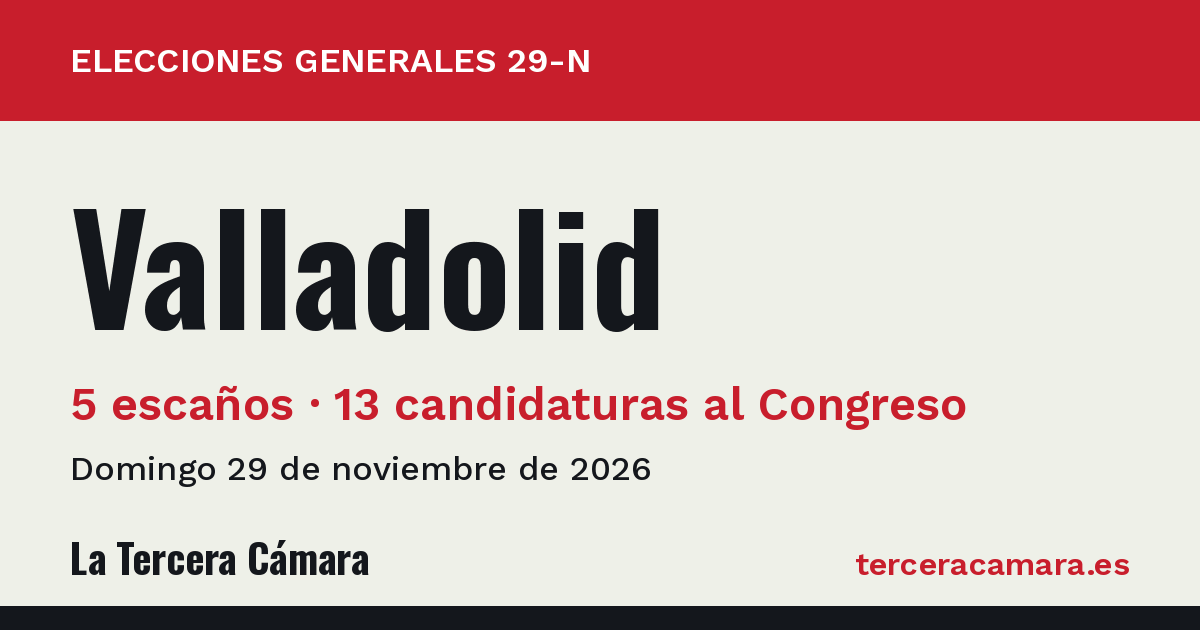 ELECCIONES GENERALES 29-N
Valladolid
5 escaños · 13 candidaturas al Congreso
Domingo 29 de noviembre de 2026
La Tercera Cámara
terceracamara.es